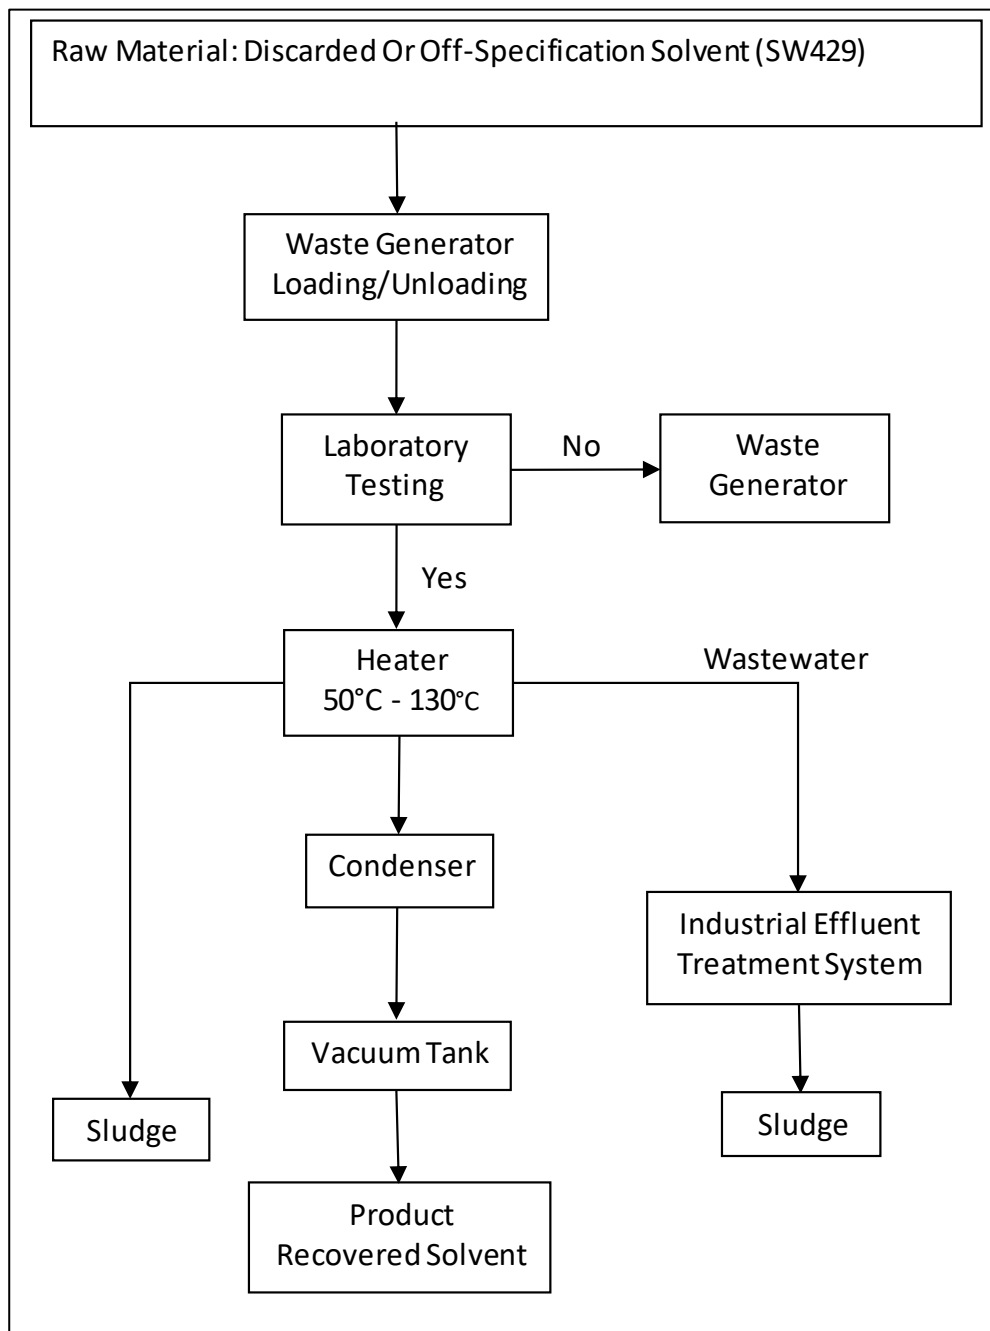 Raw Material: Discarded Or Off-Specification Solvent (SW429)
Waste Generator
Loading/Unloading
Laboratory
Testing
No
Waste
Generator
Yes
Heater
50°C - 130°C
Wastewater
Condenser
Industrial Effluent
Treatment System
Vacuum Tank
Sludge
Sludge
Product
Recovered Solvent